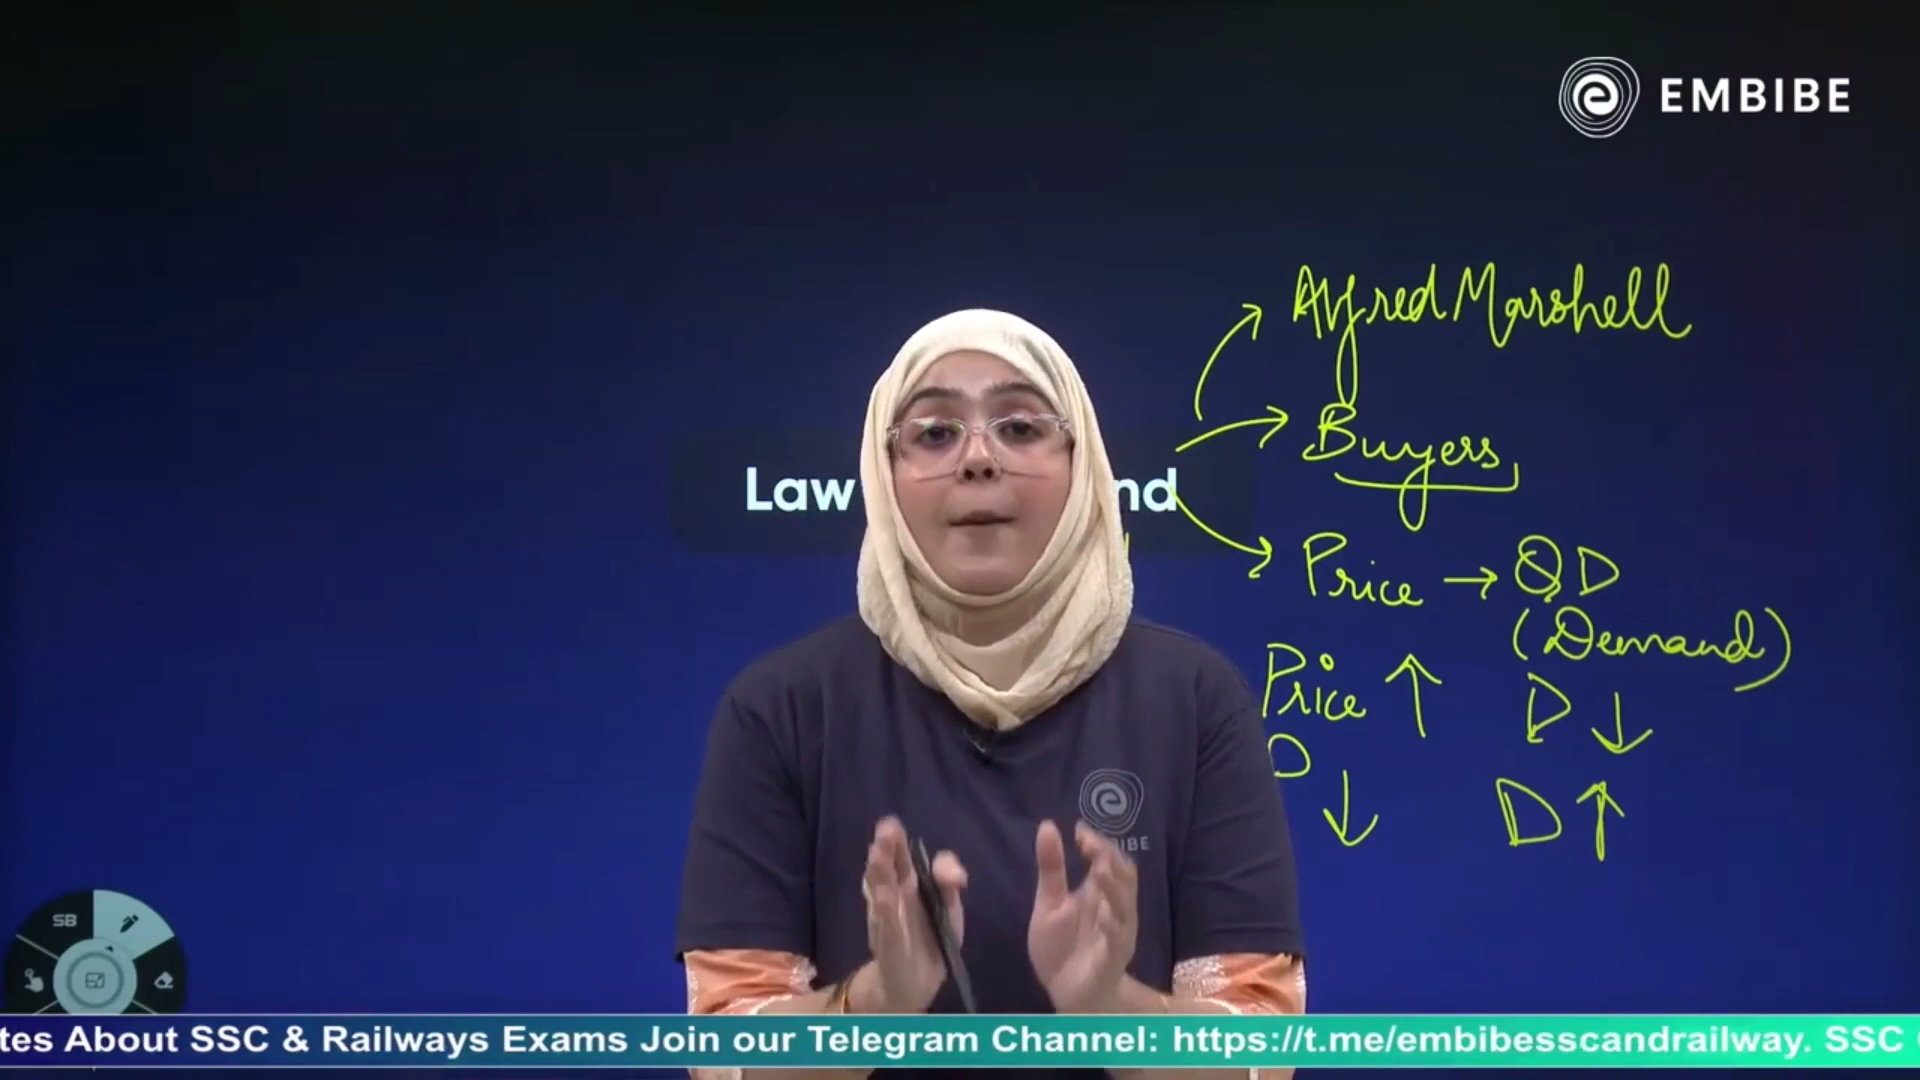 EMBIBE
Alfred Marshell
Buyers
Law nd
Price → QD
(Demand)
Price ↑ D ↓
↓ D ↑
SB
tes About SSC & Railways Exams Join our Telegram Channel: https://t.me/embibesscandrailway. SSC